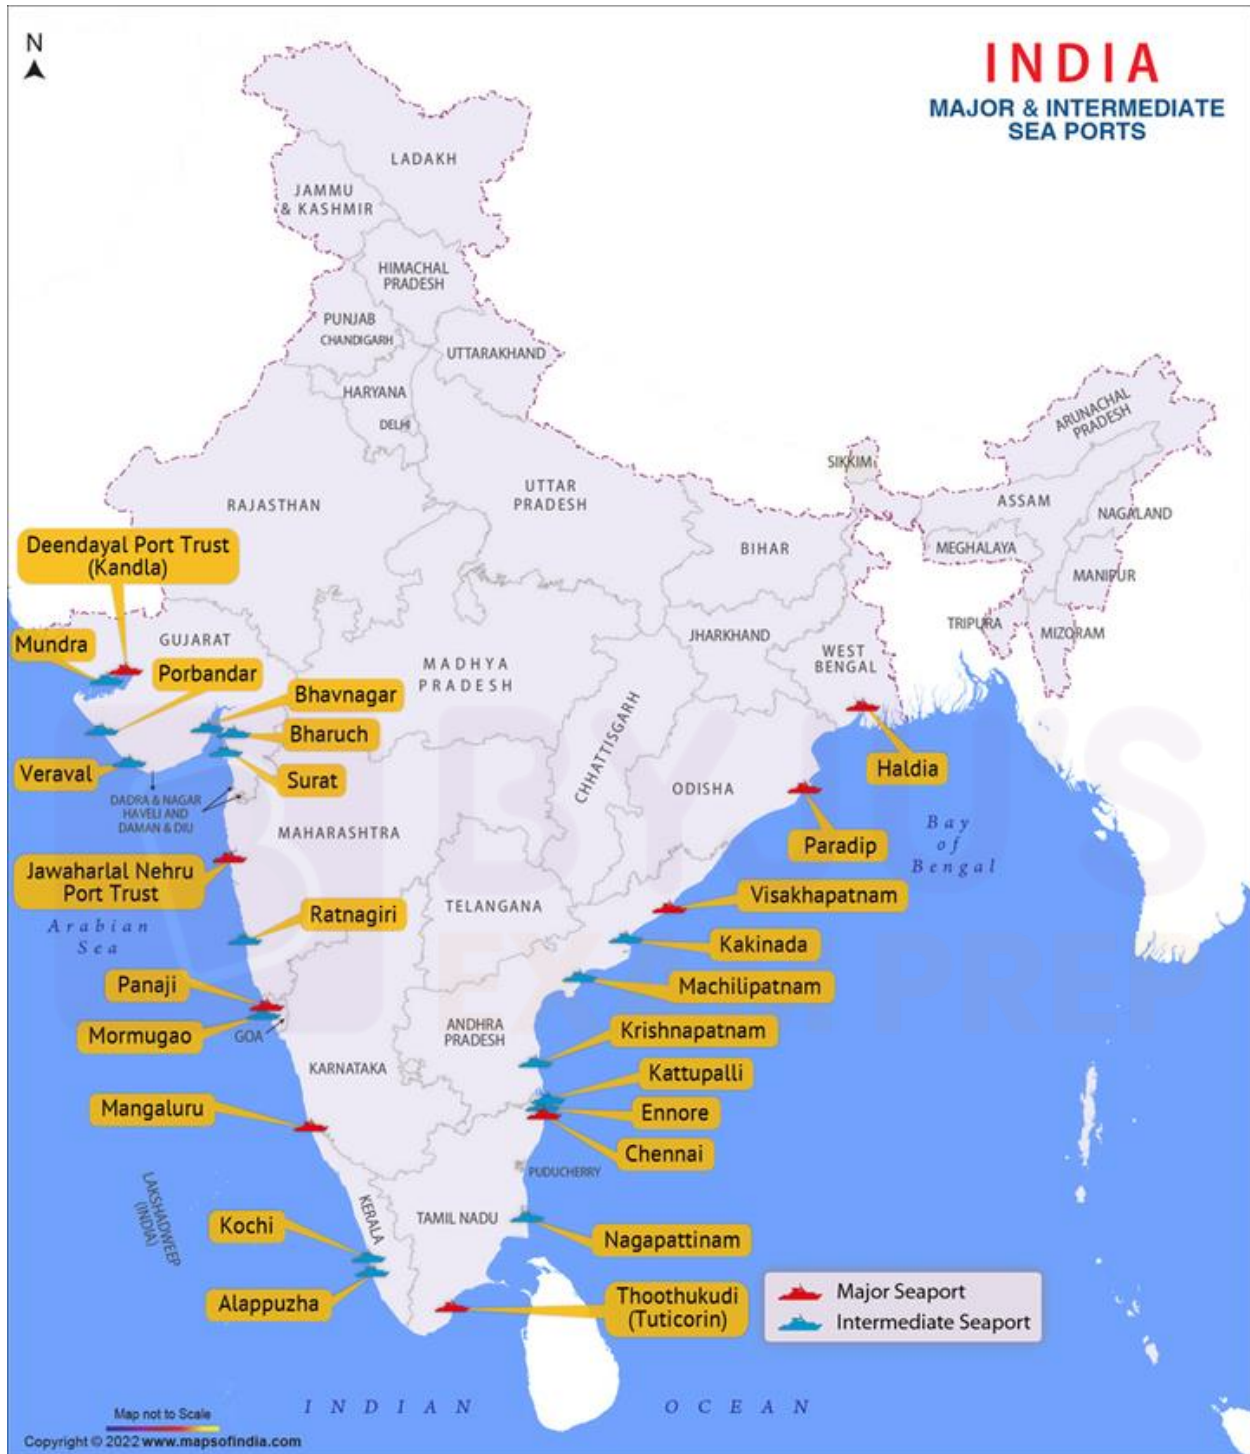 N
INDIA
MAJOR & INTERMEDIATE
SEA PORTS
LADAKH
JAMMU
& KASHMIR
HIMACHAL
PRADESH
PUNJAB
CHANDIGARH
UTTARAKHAND
HARYANA
DELHI
ARUNACHAL
PRADESH
SIKKIM
RAJASTHAN
UTTAR
PRADESH
ASSAM
NAGALAND
BIHAR
MEGHALAYA
MANIPUR
Deendayal Port Trust
(Kandla)
TRIPURA
MIZORAM
GUJARAT
JHARKHAND
WEST
BENGAL
Mundra
MADHYA
PRADESH
Porbandar
Bhavnagar
Bharuch
CHHATTISGARH
Haldia
Veraval
Surat
ODISHA
DADRA & NAGAR
HAVELI AND
DAMAN & DIU
MAHARASHTRA
Bay
of
Bengal
Paradip
Jawaharlal Nehru
Port Trust
Visakhapatnam
TELANGANA
Ratnagiri
Arabian
Sea
Kakinada
Panaji
Machilipatnam
Mormugao
GOA
ANDHRA
PRADESH
Krishnapatnam
KARNATAKA
Kattupalli
Mangaluru
Ennore
Chennai
PUDUCHERRY
LAKSHADWEEP
(INDIA)
KERALA
TAMIL NADU
Kochi
Nagapattinam
Alappuzha
Thoothukudi
(Tuticorin)
Major Seaport
Intermediate Seaport
INDIAN OCEAN
Map not to Scale
Copyright © 2022 www.mapsofindia.com
BYJU'S
EXAM PREP